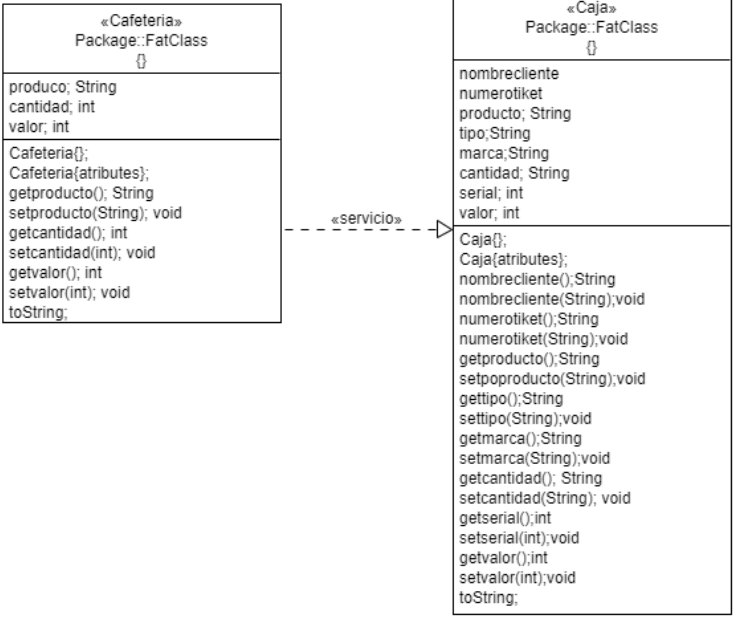 «Cafeteria»
Package::FatClass
{}
produco; String
cantidad; int
valor; int
Cafeteria{};
Cafeteria{atributes};
getproducto(); String
setproducto(String); void
getcantidad(); int
setcantidad(int); void
getvalor(); int
setvalor(int); void
toString;
«servicio»
«Caja»
Package::FatClass
{}
nombrecliente
numerotiket
producto; String
tipo;String
marca;String
cantidad; String
serial; int
valor; int
Caja{};
Caja{atributes};
nombrecliente();String
nombrecliente(String);void
numerotiket();String
numerotiket(String);void
getproducto();String
setpoproducto(String);void
gettipo();String
settipo(String);void
getmarca();String
setmarca(String);void
getcantidad(); String
setcantidad(String); void
getserial();int
setserial(int);void
getvalor();int
setvalor(int);void
toString;